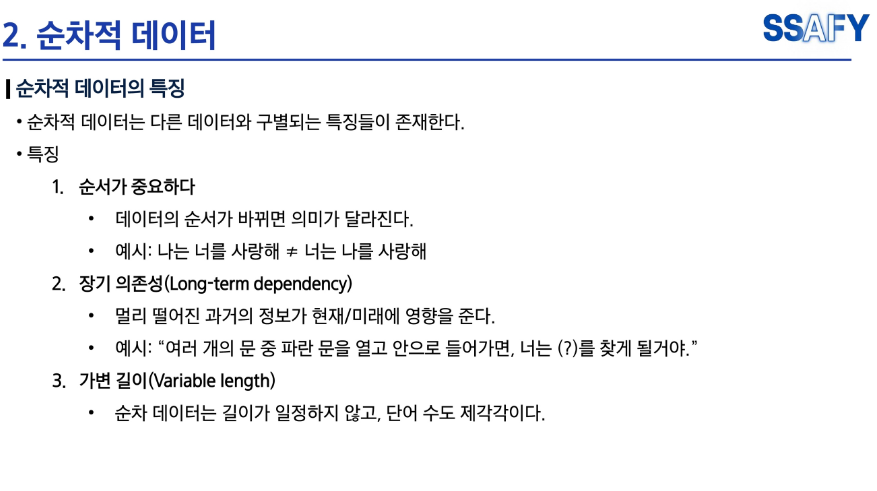 2. 순차적 데이터
SSAFY
순차적 데이터의 특징
• 순차적 데이터는 다른 데이터와 구별되는 특징들이 존재한다.
• 특징
1. 순서가 중요하다
• 데이터의 순서가 바뀌면 의미가 달라진다.
• 예시: 나는 너를 사랑해 ≠ 너는 나를 사랑해
2. 장기 의존성(Long-term dependency)
• 멀리 떨어진 과거의 정보가 현재/미래에 영향을 준다.
• 예시: “여러 개의 문 중 파란 문을 열고 안으로 들어가면, 너는 (?)를 찾게 될거야.”
3. 가변 길이(Variable length)
• 순차 데이터는 길이가 일정하지 않고, 단어 수도 제각각이다.